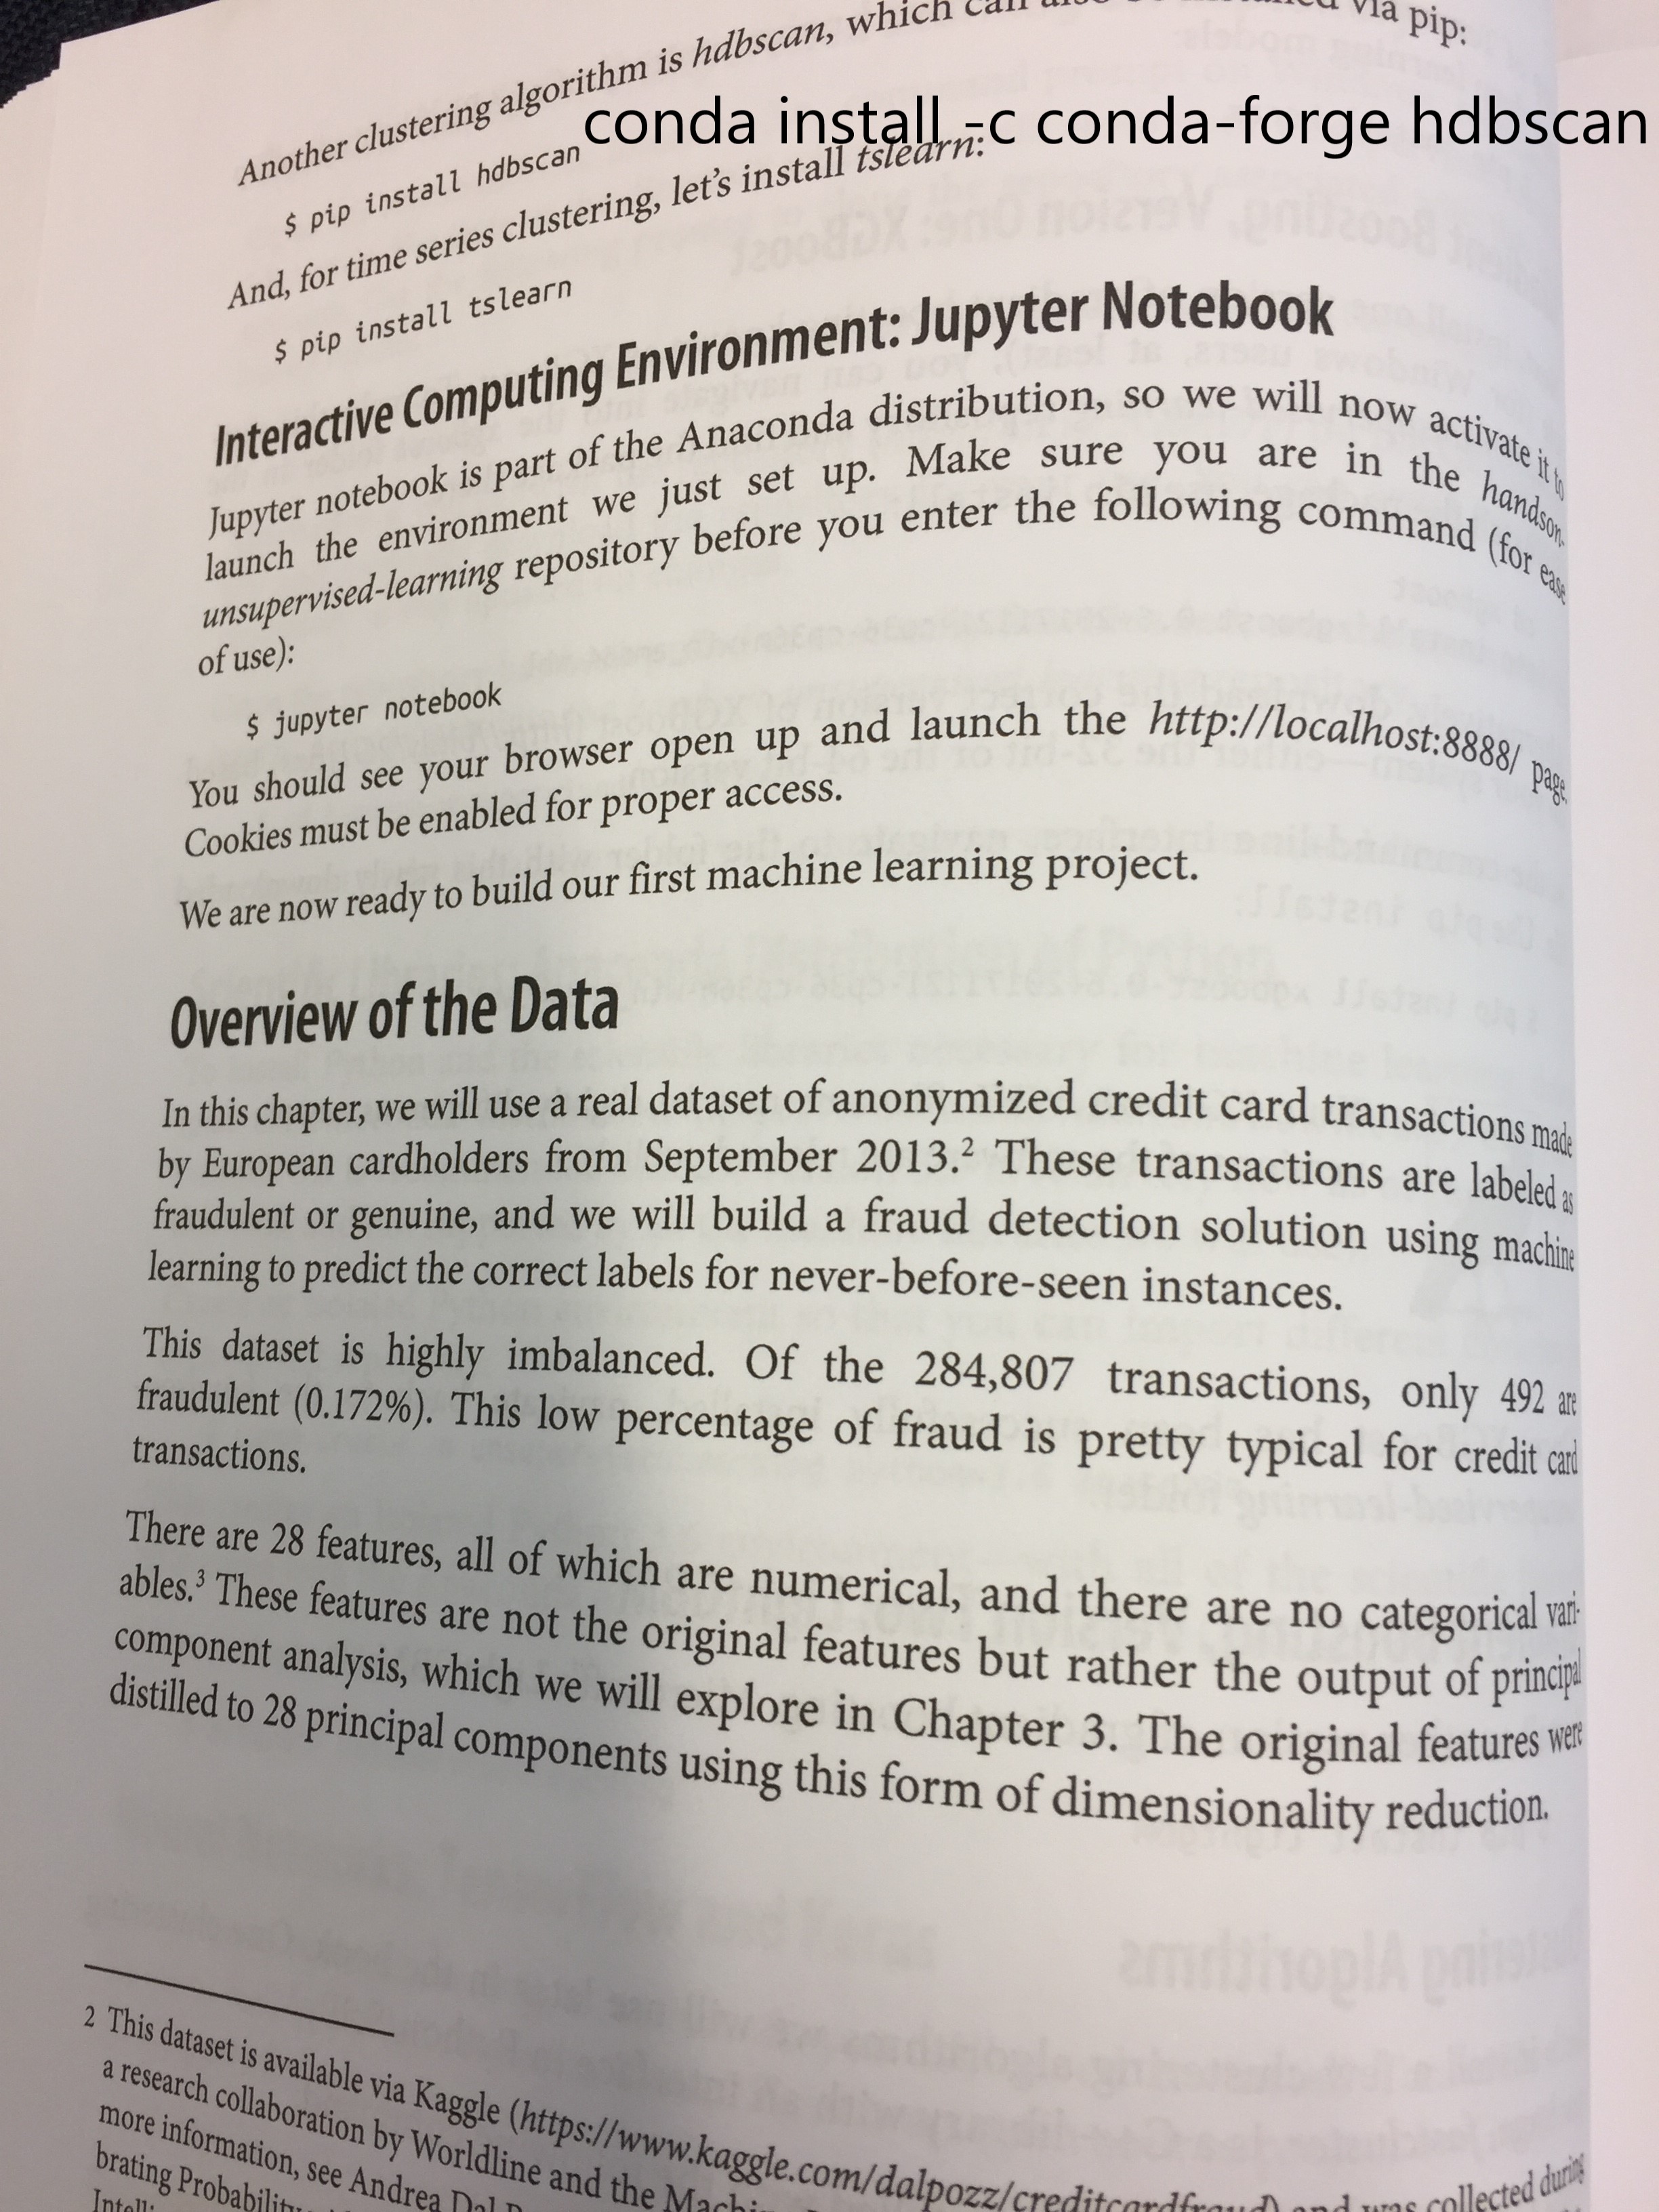 Another clustering algorithm is hdbscan, which can via pip:
conda install -c conda-forge hdbscan
$ pip install hdbscan
And, for time series clustering, let's install tslearn:
$ pip install tslearn
Interactive Computing Environment: Jupyter Notebook
Jupyter notebook is part of the Anaconda distribution, so we will now activate it to
launch the environment we just set up. Make sure you are in the handson-
unsupervised-learning repository before you enter the following command (for ease
of use):
$ jupyter notebook
You should see your browser open up and launch the http://localhost:8888/ page.
Cookies must be enabled for proper access.
We are now ready to build our first machine learning project.
Overview of the Data
In this chapter, we will use a real dataset of anonymized credit card transactions made
by European cardholders from September 2013.² These transactions are labeled as
fraudulent or genuine, and we will build a fraud detection solution using machine
learning to predict the correct labels for never-before-seen instances.
This dataset is highly imbalanced. Of the 284,807 transactions, only 492 are
fraudulent (0.172%). This low percentage of fraud is pretty typical for credit card
transactions.
There are 28 features, all of which are numerical, and there are no categorical vari-
ables.³ These features are not the original features but rather the output of principal
component analysis, which we will explore in Chapter 3. The original features were
distilled to 28 principal components using this form of dimensionality reduction.
2 This dataset is available via Kaggle (https://www.kaggle.com/dalpozz/creditcardfraud) and was collected during
a research collaboration by Worldline and the
more information, see Andrea Dal
brating